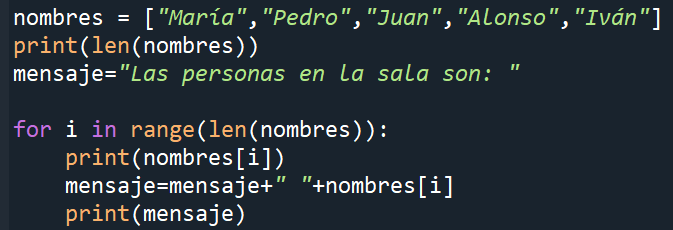 nombres = ["María","Pedro","Juan","Alonso","Iván"]
print(len(nombres))
mensaje="Las personas en la sala son: "
for i in range(len(nombres)):
    print(nombres[i])
    mensaje=mensaje+" "+nombres[i]
    print(mensaje)